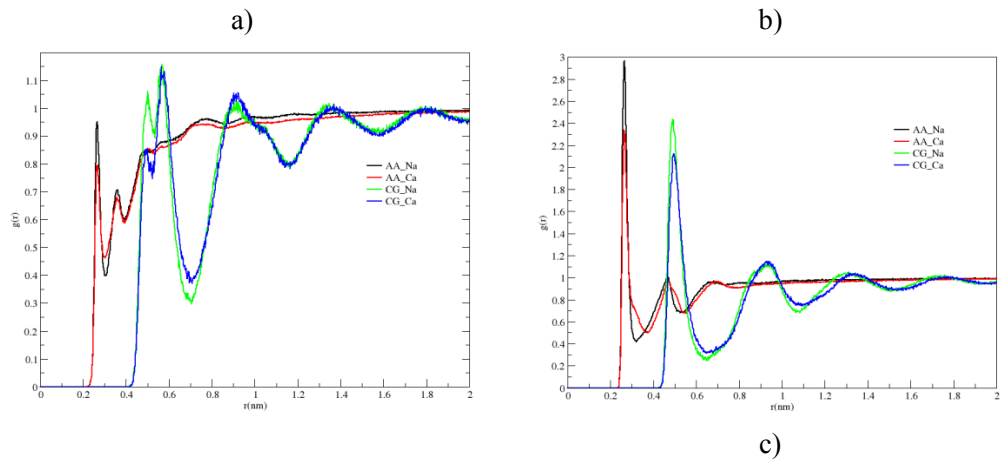 a)
b)
1.1
1
0.9
0.8
0.7
0.6
0.5
0.4
0.3
0.2
0.1
0
g(r)
AA_Na
AA_Ca
CG_Na
CG_Ca
0 0.2 0.4 0.6 0.8 1 1.2 1.4 1.6 1.8 2
r(nm)
3
2.8
2.6
2.4
2.2
2
1.8
1.6
1.4
1.2
1
0.8
0.6
0.4
0.2
0
g(r)
AA_Na
AA_Ca
CG_Na
CG_Ca
0 0.2 0.4 0.6 0.8 1 1.2 1.4 1.6 1.8 2
r(nm)
c)